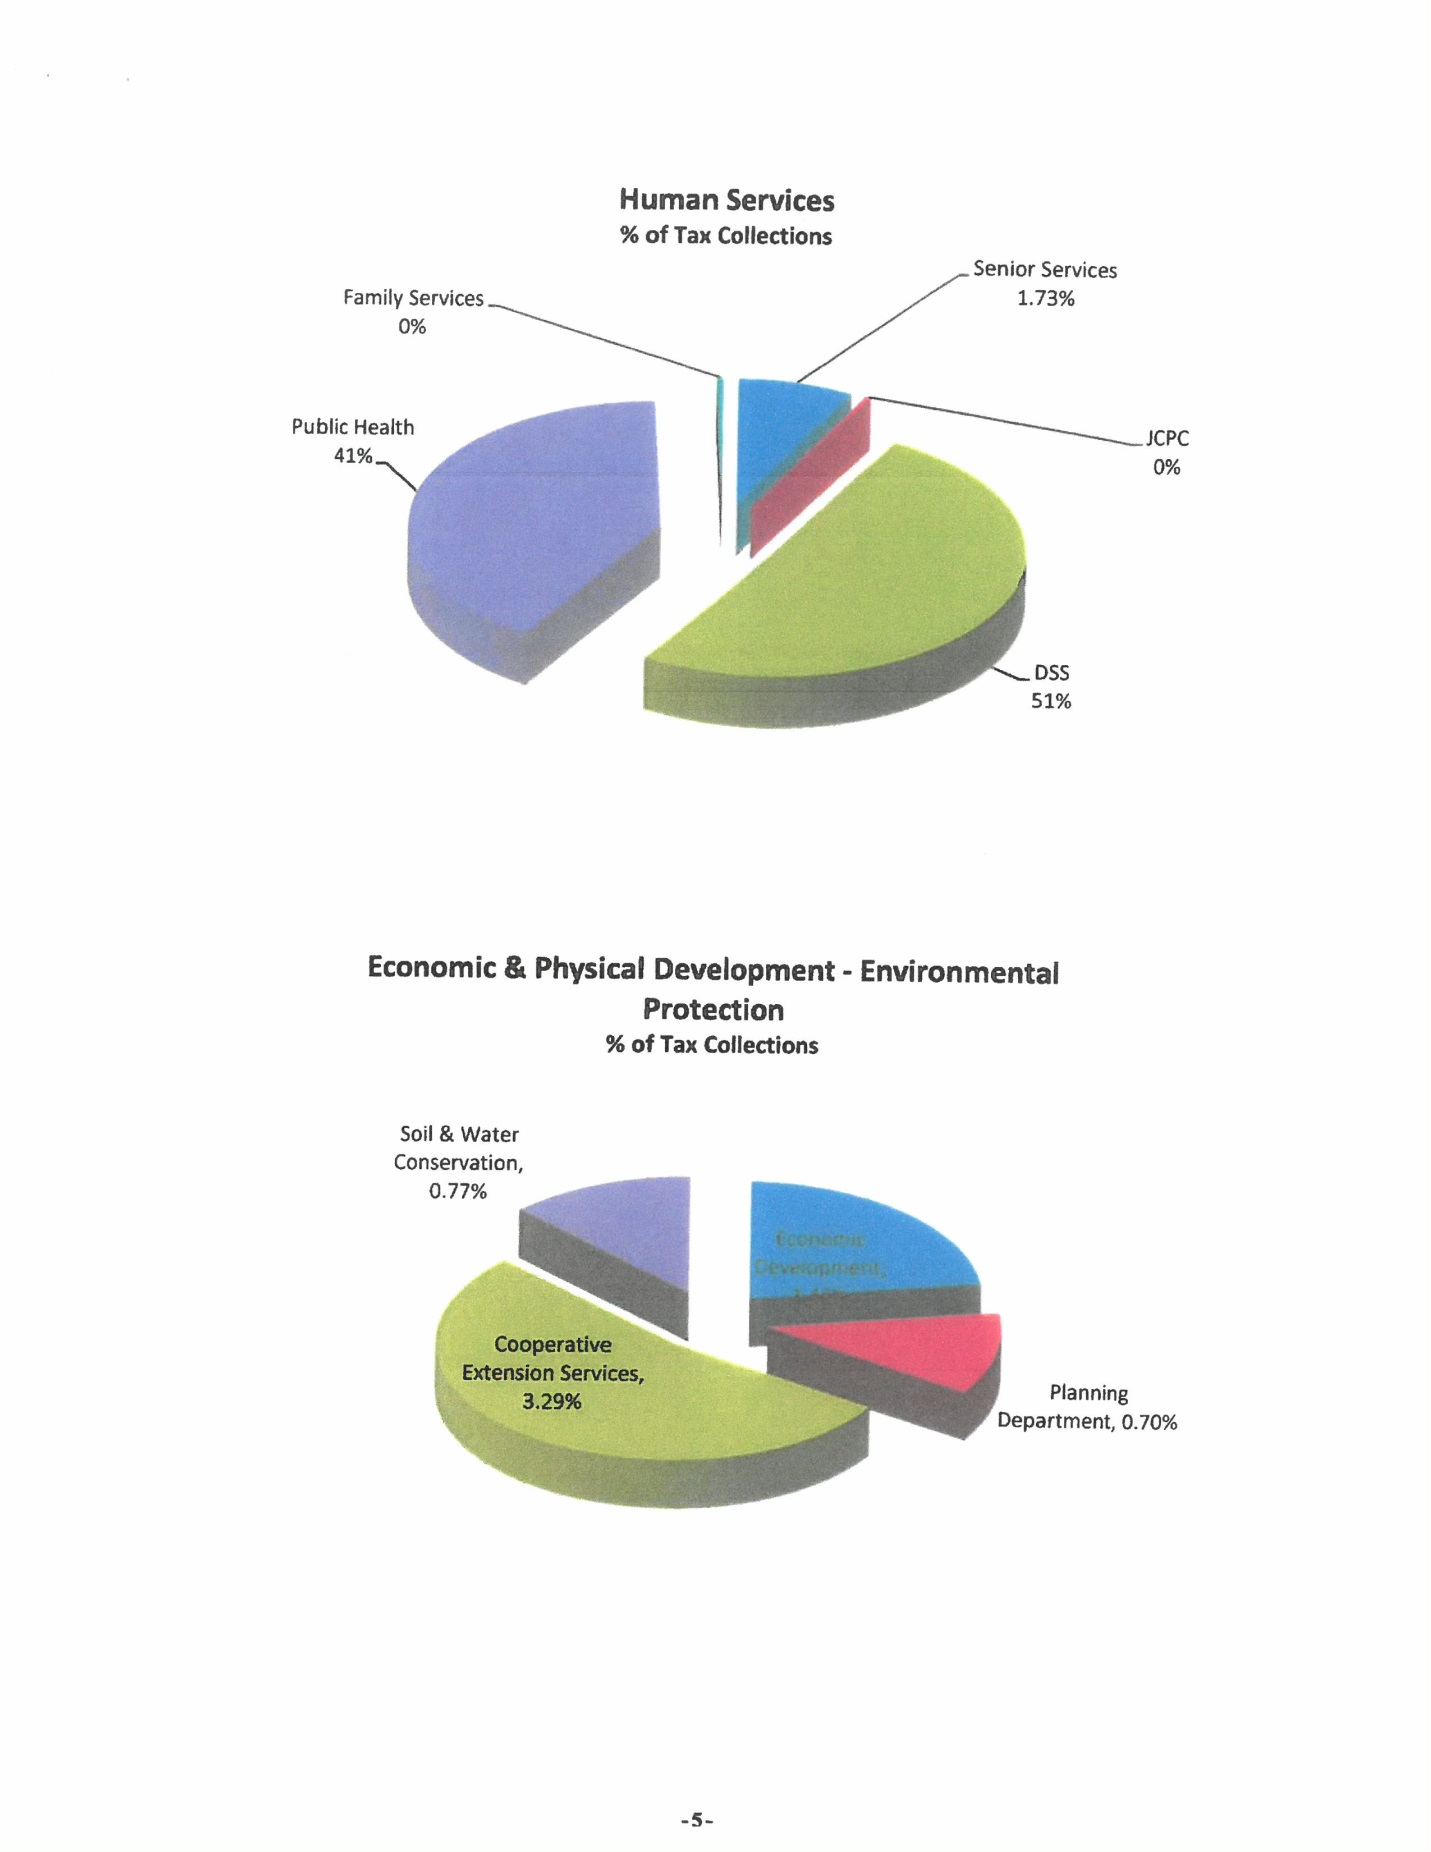 Human Services
% of Tax Collections
Senior Services
1.73%
Family Services
0%
Public Health
41%
JCPC
0%
DSS
51%
Economic & Physical Development - Environmental
Protection
% of Tax Collections
Soil & Water
Conservation,
0.77%
Economic
Development,
Cooperative
Extension Services,
3.29%
Planning
Department, 0.70%
-5-